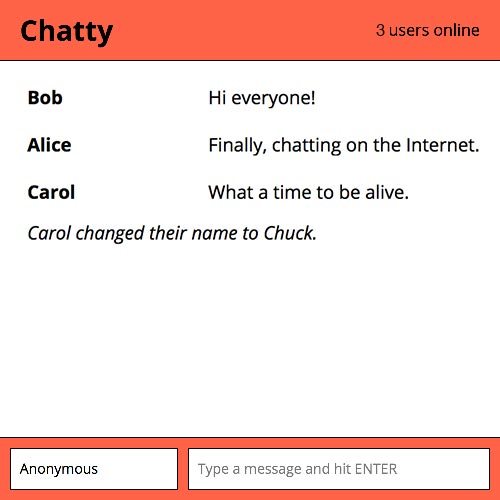 Chatty 3 users online
Bob Hi everyone!
Alice Finally, chatting on the Internet.
Carol What a time to be alive.
Carol changed their name to Chuck.
Anonymous Type a message and hit ENTER